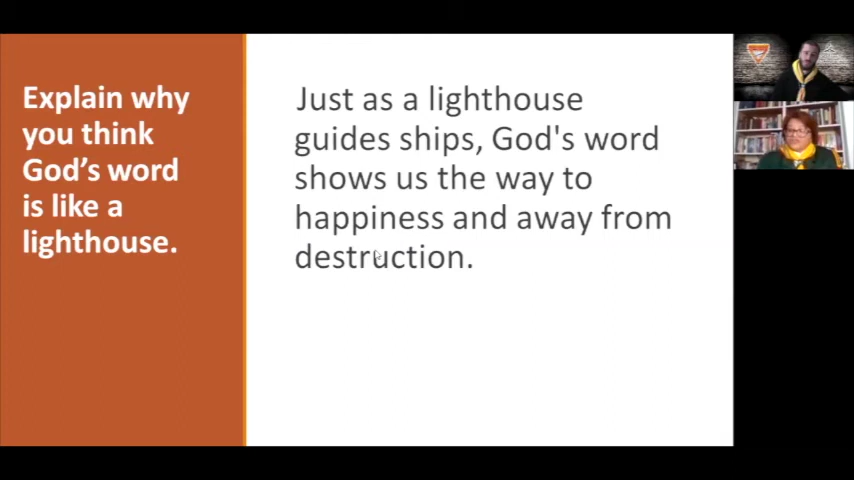 Explain why
you think
God’s word
is like a
lighthouse.
Just as a lighthouse
guides ships, God's word
shows us the way to
happiness and away from
destruction.